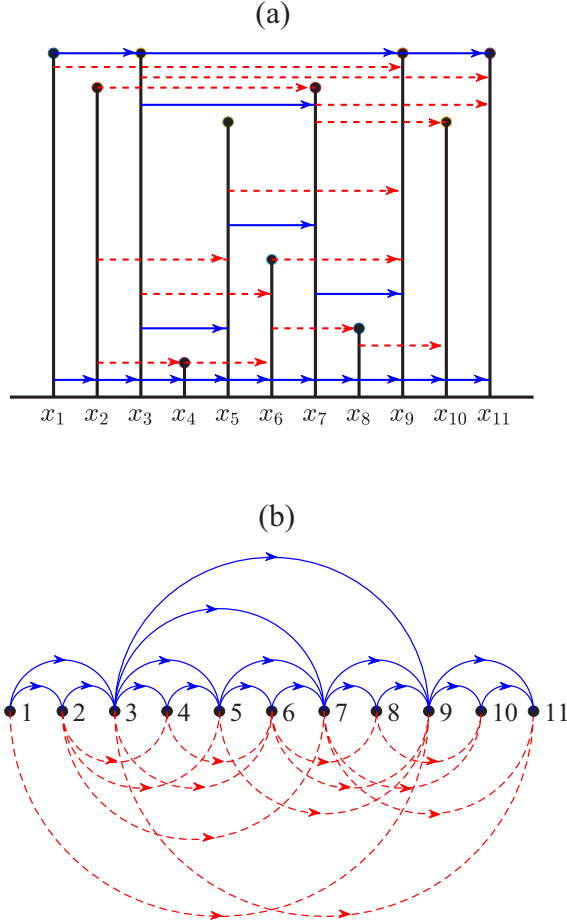 (a)
x₁ x₂ x₃ x₄ x₅ x₆ x₇ x₈ x₉ x₁₀ x₁₁
(b)
1 2 3 4 5 6 7 8 9 10 11